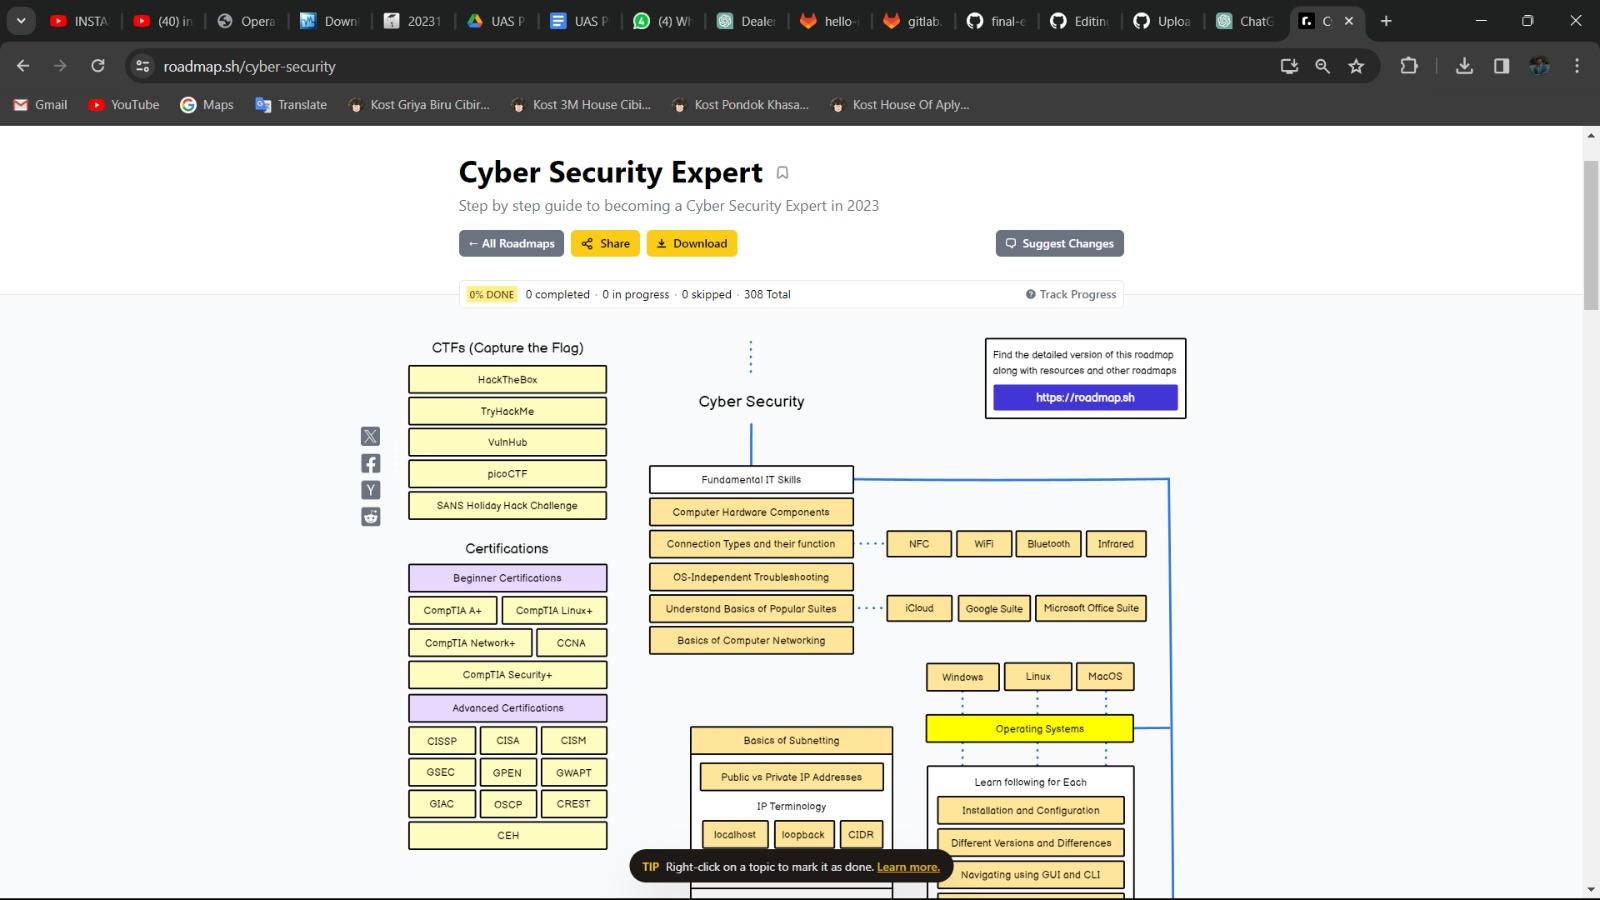 INSTA
(40) in
Opera
Downl
20231
UAS P
UAS P
(4) Wh
Dealer
hello-i
gitlab.
final-e
Editing
Uploa
ChatG
roadmap.sh/cyber-security
Gmail
YouTube
Maps
Translate
Kost Griya Biru Cibir...
Kost 3M House Cibi...
Kost Pondok Khasa...
Kost House Of Aply...
Cyber Security Expert
Step by step guide to becoming a Cyber Security Expert in 2023
← All Roadmaps
Share
Download
Suggest Changes
0% DONE 0 completed · 0 in progress · 0 skipped · 308 Total
Track Progress
CTFs (Capture the Flag)
HackTheBox
TryHackMe
VulnHub
picoCTF
SANS Holiday Hack Challenge
Certifications
Beginner Certifications
CompTIA A+
CompTIA Linux+
CompTIA Network+
CCNA
CompTIA Security+
Advanced Certifications
CISSP
CISA
CISM
GSEC
GPEN
GWAPT
GIAC
OSCP
CREST
CEH
Cyber Security
Fundamental IT Skills
Computer Hardware Components
Connection Types and their function
OS-Independent Troubleshooting
Understand Basics of Popular Suites
Basics of Computer Networking
NFC
WiFi
Bluetooth
Infrared
iCloud
Google Suite
Microsoft Office Suite
Find the detailed version of this roadmap
along with resources and other roadmaps
https://roadmap.sh
Windows
Linux
MacOS
Operating Systems
Learn following for Each
Installation and Configuration
Different Versions and Differences
Navigating using GUI and CLI
Basics of Subnetting
Public vs Private IP Addresses
IP Terminology
localhost
loopback
CIDR
TIP Right-click on a topic to mark it as done. Learn more.